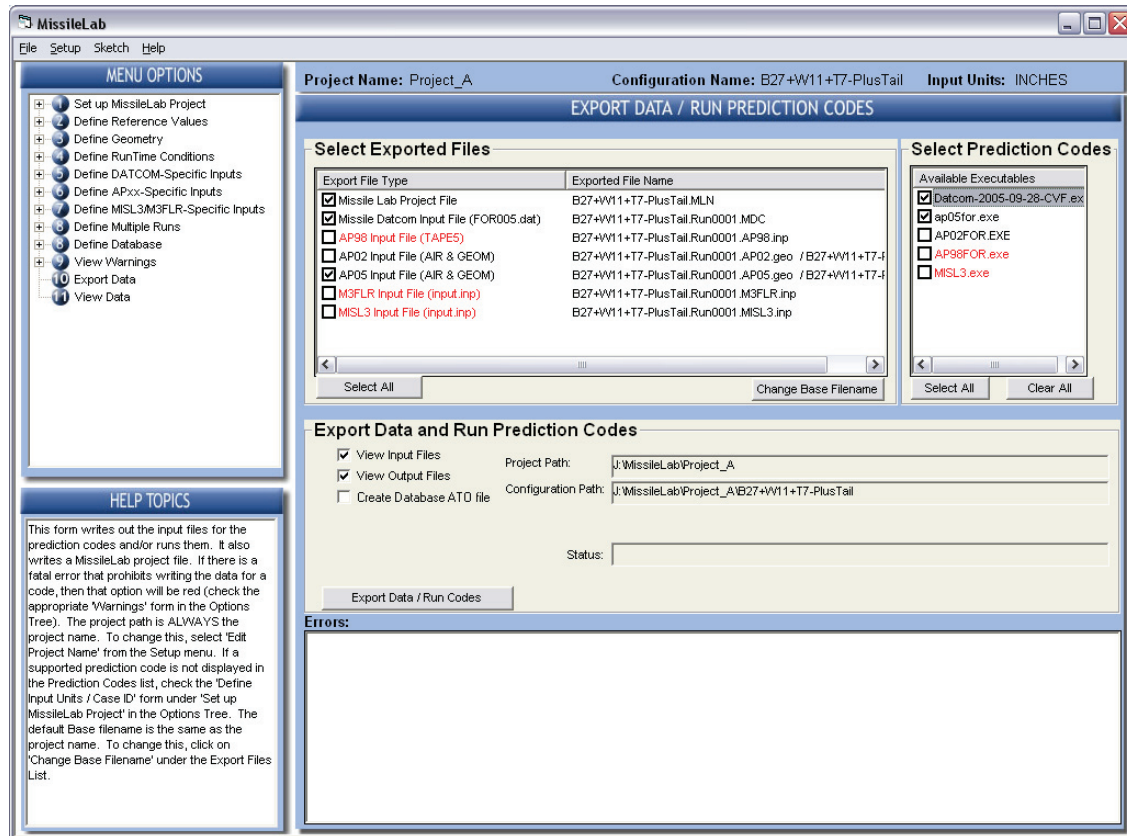 MissileLab
File Setup Sketch Help
MENU OPTIONS
1 Set up MissileLab Project
2 Define Reference Values
3 Define Geometry
4 Define RunTime Conditions
5 Define DATCOM-Specific Inputs
6 Define APxx-Specific Inputs
7 Define MISL3/M3FLR-Specific Inputs
8 Define Multiple Runs
8 Define Database
9 View Warnings
10 Export Data
11 View Data
HELP TOPICS
This form writes out the input files for the
prediction codes and/or runs them. It also
writes a MissileLab project file. If there is a
fatal error that prohibits writing the data for a
code, then that option will be red (check the
appropriate 'Warnings' form in the Options
Tree). The project path is ALWAYS the
project name. To change this, select 'Edit
Project Name' from the Setup menu. If a
supported prediction code is not displayed in
the Prediction Codes list, check the 'Define
Input Units / Case ID' form under 'Set up
MissileLab Project' in the Options Tree. The
default Base filename is the same as the
project name. To change this, click on
'Change Base Filename' under the Export Files
List.
Project Name: Project_A Configuration Name: B27+W11+T7-PlusTail Input Units: INCHES
EXPORT DATA / RUN PREDICTION CODES
Select Exported Files
Export File Type Exported File Name
Missile Lab Project File B27+W11+T7-PlusTail.MLN
Missile Datcom Input File (FOR005.dat) B27+W11+T7-PlusTail.Run0001.MDC
AP98 Input File (TAPE5) B27+W11+T7-PlusTail.Run0001.AP98.inp
AP02 Input File (AIR & GEOM) B27+W11+T7-PlusTail.Run0001.AP02.geo / B27+W11+T7-F
AP05 Input File (AIR & GEOM) B27+W11+T7-PlusTail.Run0001.AP05.geo / B27+W11+T7-F
M3FLR Input File (input.inp) B27+W11+T7-PlusTail.Run0001.M3FLR.inp
MISL3 Input File (input.inp) B27+W11+T7-PlusTail.Run0001.MISL3.inp
Select All Change Base Filename
Select Prediction Codes
Available Executables
Datcom-2005-09-28-CVF.ex
ap05for.exe
AP02FOR.EXE
AP98FOR.exe
MISL3.exe
Select All Clear All
Export Data and Run Prediction Codes
View Input Files
View Output Files
Create Database ATO file
Project Path: J:\MissileLab\Project_A
Configuration Path: J:\MissileLab\Project_A\B27+W11+T7-PlusTail
Status:
Export Data / Run Codes
Errors: